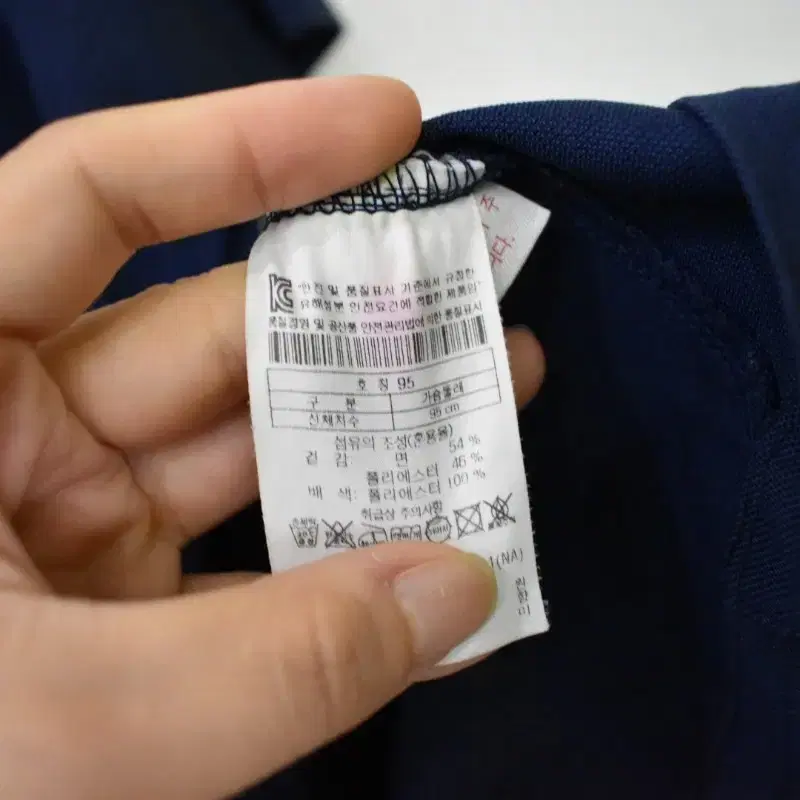 안전 및 품질표시 기준에서 규정한
유해성분 안전요건에 적합한 제품임"
품질경영 및 공산품 안전관리법에의한 품질표시
호 칭 95
구 분 가슴둘레
신체치수 95 cm
섬유의 조성(혼용율)
겉 감: 면 54 %
폴리에스터 46 %
배 색: 폴리에스터 100 %
취급상 주의사항
1(NA)